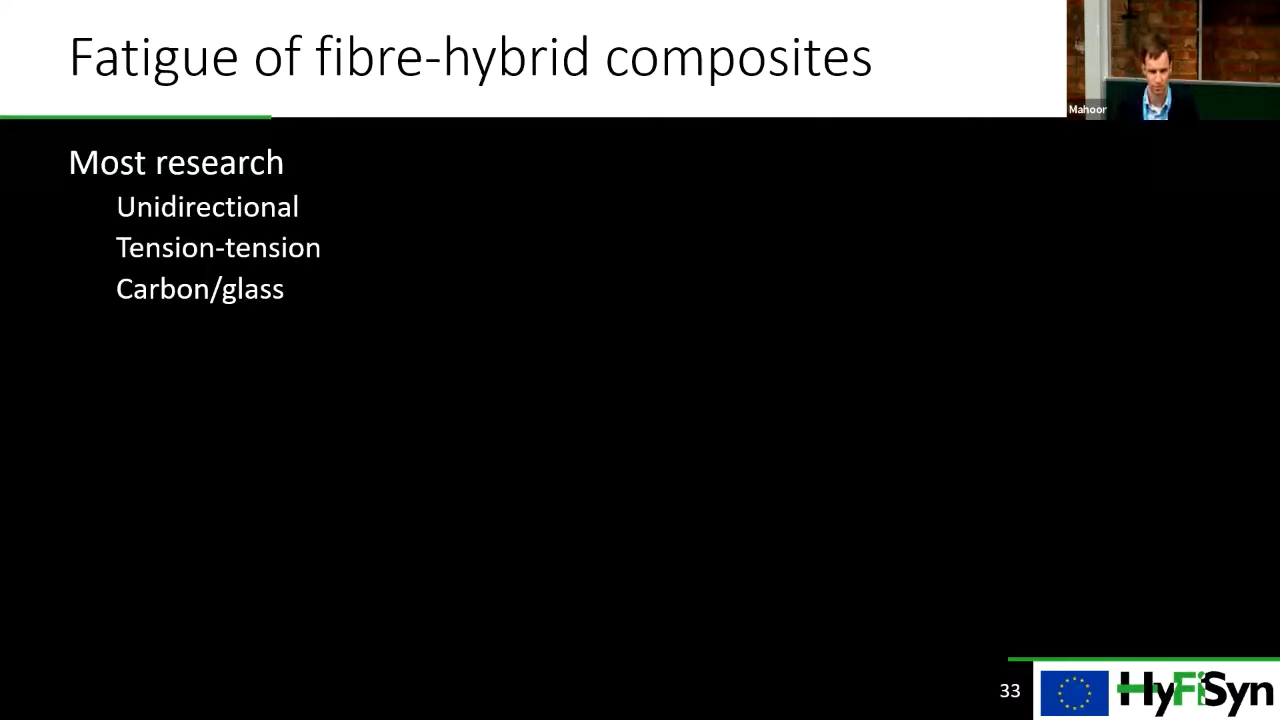 Fatigue of fibre-hybrid composites
Mahoor
Most research
Unidirectional
Tension-tension
Carbon/glass
33
HyFiSyn